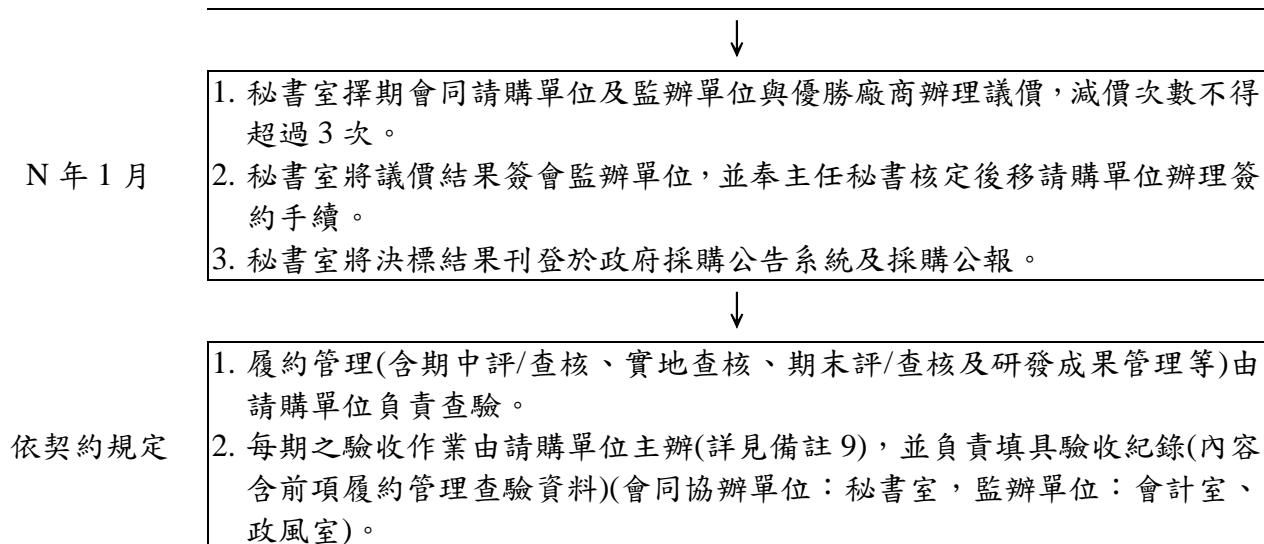 ↓
1. 秘書室擇期會同請購單位及監辦單位與優勝廠商辦理議價，減價次數不得
超過 3 次。
N 年 1 月
2. 秘書室將議價結果簽會監辦單位，並奉主任秘書核定後移請購單位辦理簽
約手續。
3. 秘書室將決標結果刊登於政府採購公告系統及採購公報。
↓
1. 履約管理(含期中評/查核、實地查核、期末評/查核及研發成果管理等)由
請購單位負責查驗。
依契約規定
2. 每期之驗收作業由請購單位主辦(詳見備註 9)，並負責填具驗收紀錄(內容
含前項履約管理查驗資料)(會同協辦單位：秘書室，監辦單位：會計室、
政風室)。